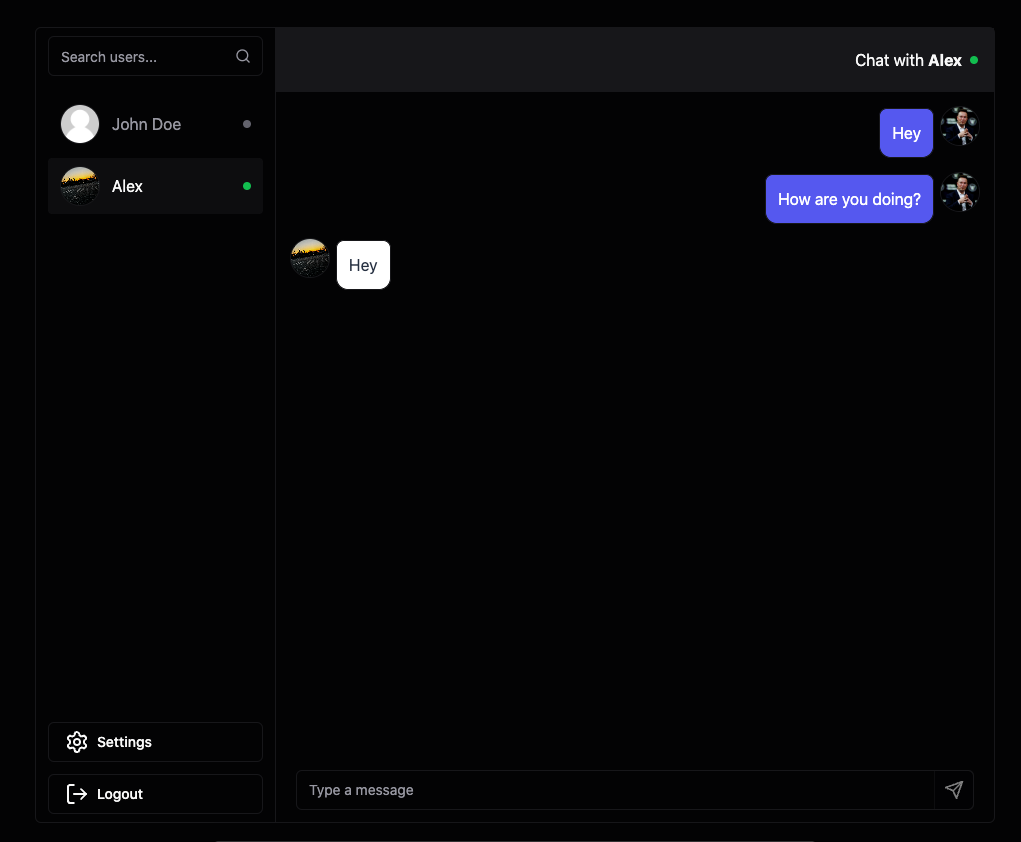 Search users...
John Doe
Alex
Settings
Logout
Chat with Alex
Hey
How are you doing?
Hey
Type a message